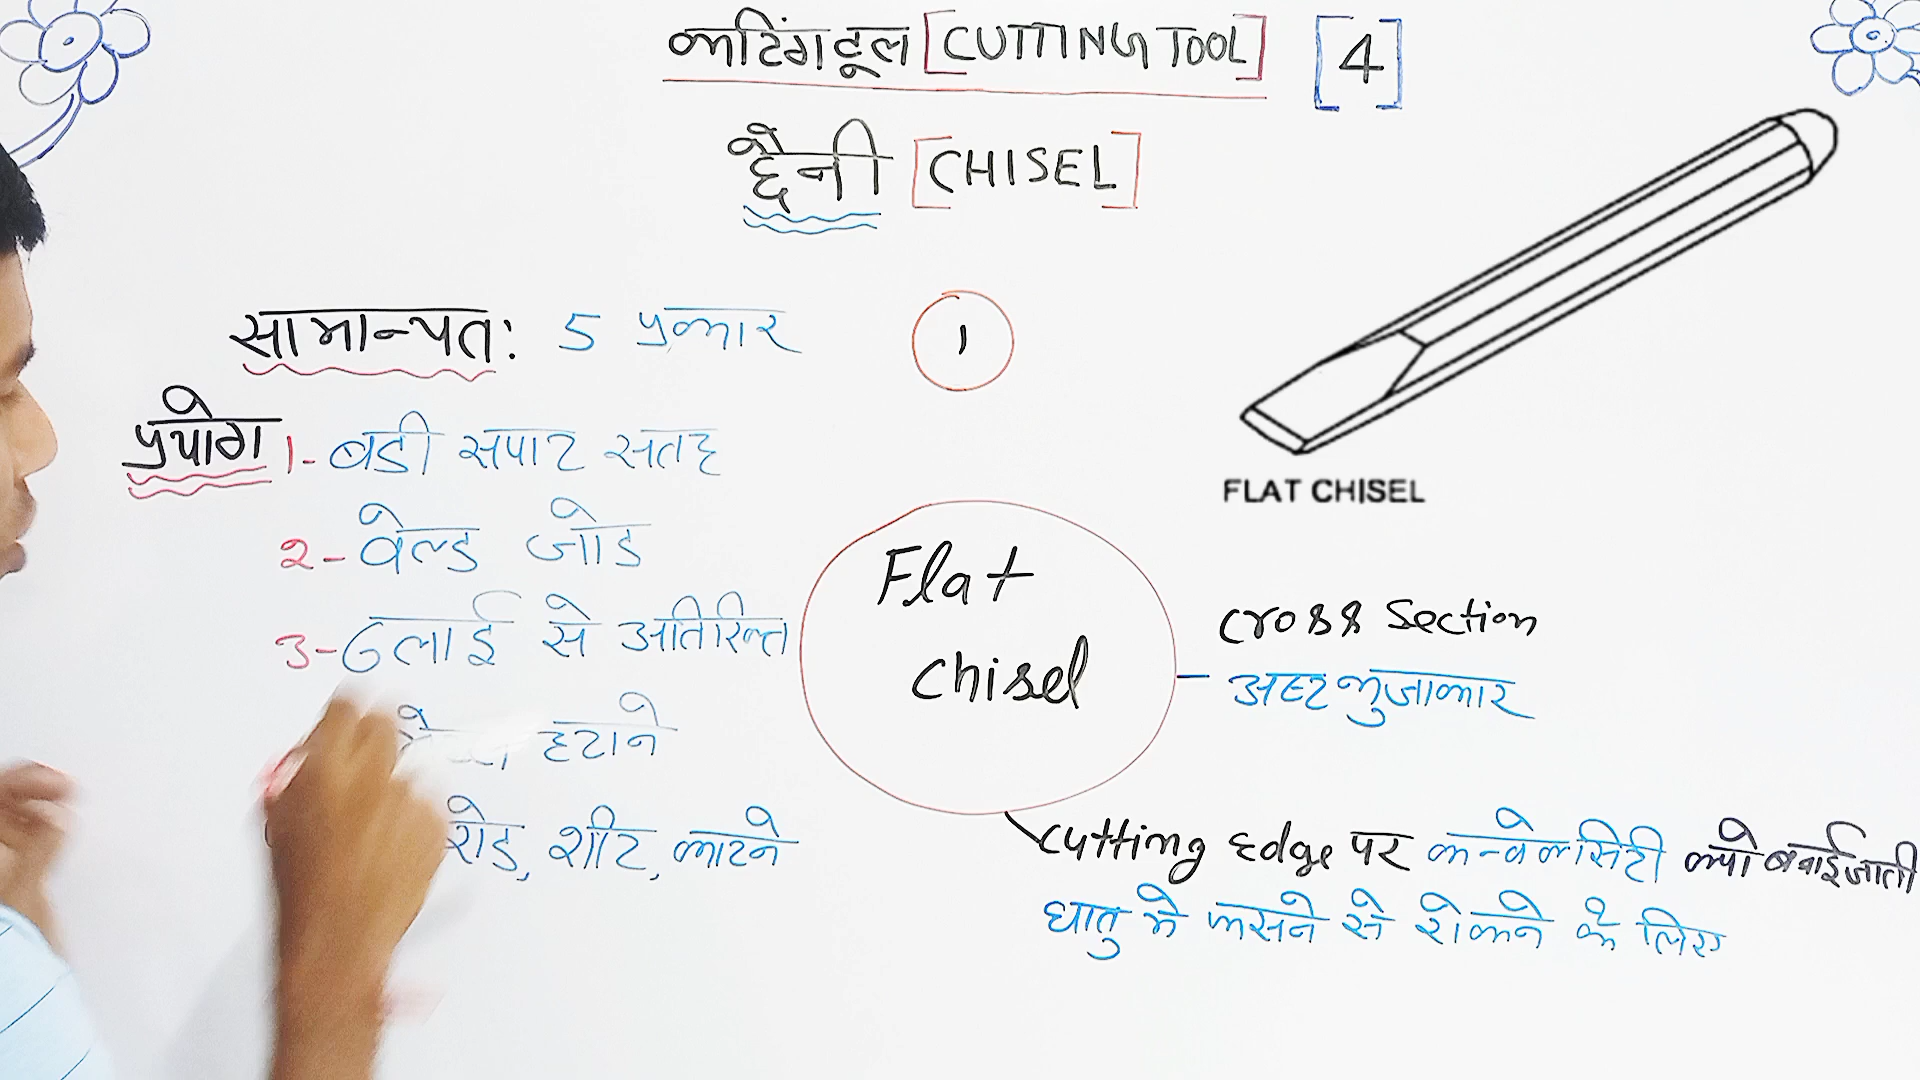 कटिंग टूल [CUTTING TOOL] [4]
छैनी [CHISEL]
सामान्यत: 5 प्रकार
1
प्रयोग 1- बडी सपाट सतह
2- वेल्ड जोड
3- ढलाई से अतिरिक्त
हटाने
रोड, शीट, काटने
FLAT CHISEL
Flat
chisel
Cross Section
- अष्टभुजाकार
Cutting Edge पर कन्वेक्सिटी क्यो बनाई जाती
धातु मे फसने से रोकने के लिए